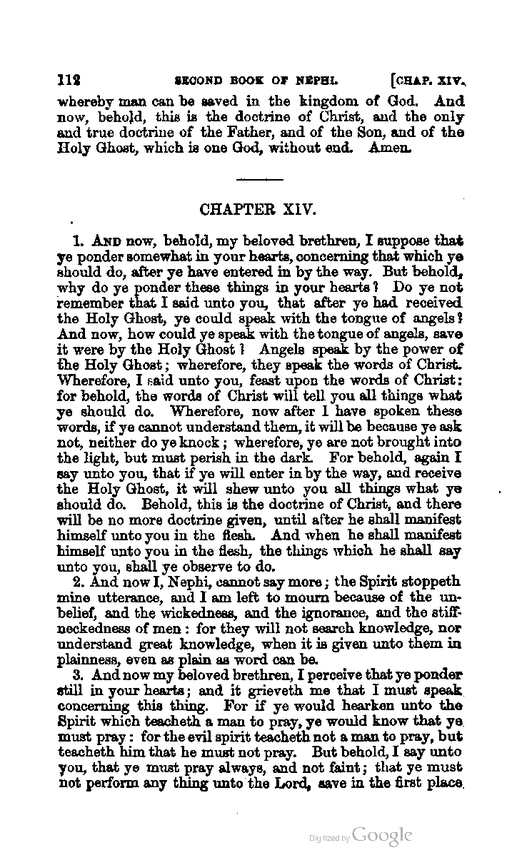 112 SECOND BOOK OF NEPHI. [CHAP. XIV.
whereby man can be saved in the kingdom of God. And
now, behold, this is the doctrine of Christ, and the only
and true doctrine of the Father, and of the Son, and of the
Holy Ghost, which is one God, without end. Amen.
CHAPTER XIV.
1. AND now, behold, my beloved brethren, I suppose that
ye ponder somewhat in your hearts, concerning that which ye
should do, after ye have entered in by the way. But behold,
why do ye ponder these things in your hearts? Do ye not
remember that I said unto you, that after ye had received
the Holy Ghost, ye could speak with the tongue of angels?
And now, how could ye speak with the tongue of angels, save
it were by the Holy Ghost? Angels speak by the power of
the Holy Ghost; wherefore, they speak the words of Christ.
Wherefore, I said unto you, feast upon the words of Christ:
for behold, the words of Christ will tell you all things what
ye should do. Wherefore, now after I have spoken these
words, if ye cannot understand them, it will be because ye ask
not, neither do ye knock; wherefore, ye are not brought into
the light, but must perish in the dark. For behold, again I
say unto you, that if ye will enter in by the way, and receive
the Holy Ghost, it will shew unto you all things what ye
should do. Behold, this is the doctrine of Christ, and there
will be no more doctrine given, until after he shall manifest
himself unto you in the flesh. And when he shall manifest
himself unto you in the flesh, the things which he shall say
unto you, shall ye observe to do.
2. And now I, Nephi, cannot say more; the Spirit stoppeth
mine utterance, and I am left to mourn because of the un-
belief, and the wickedness, and the ignorance, and the stiff-
neckedness of men: for they will not search knowledge, nor
understand great knowledge, when it is given unto them in
plainness, even as plain as word can be.
3. And now my beloved brethren, I perceive that ye ponder
still in your hearts; and it grieveth me that I must speak
concerning this thing. For if ye would hearken unto the
Spirit which teacheth a man to pray, ye would know that ye
must pray: for the evil spirit teacheth not a man to pray, but
teacheth him that he must not pray. But behold, I say unto
you, that ye must pray always, and not faint; that ye must
not perform any thing unto the Lord, save in the first place
Digitized by Google